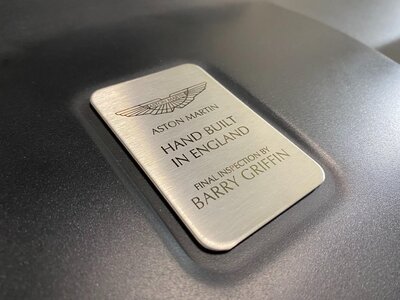 ASTON MARTIN
HAND BUILT
IN ENGLAND
FINAL INSPECTION BY
BARRY GRIFFIN